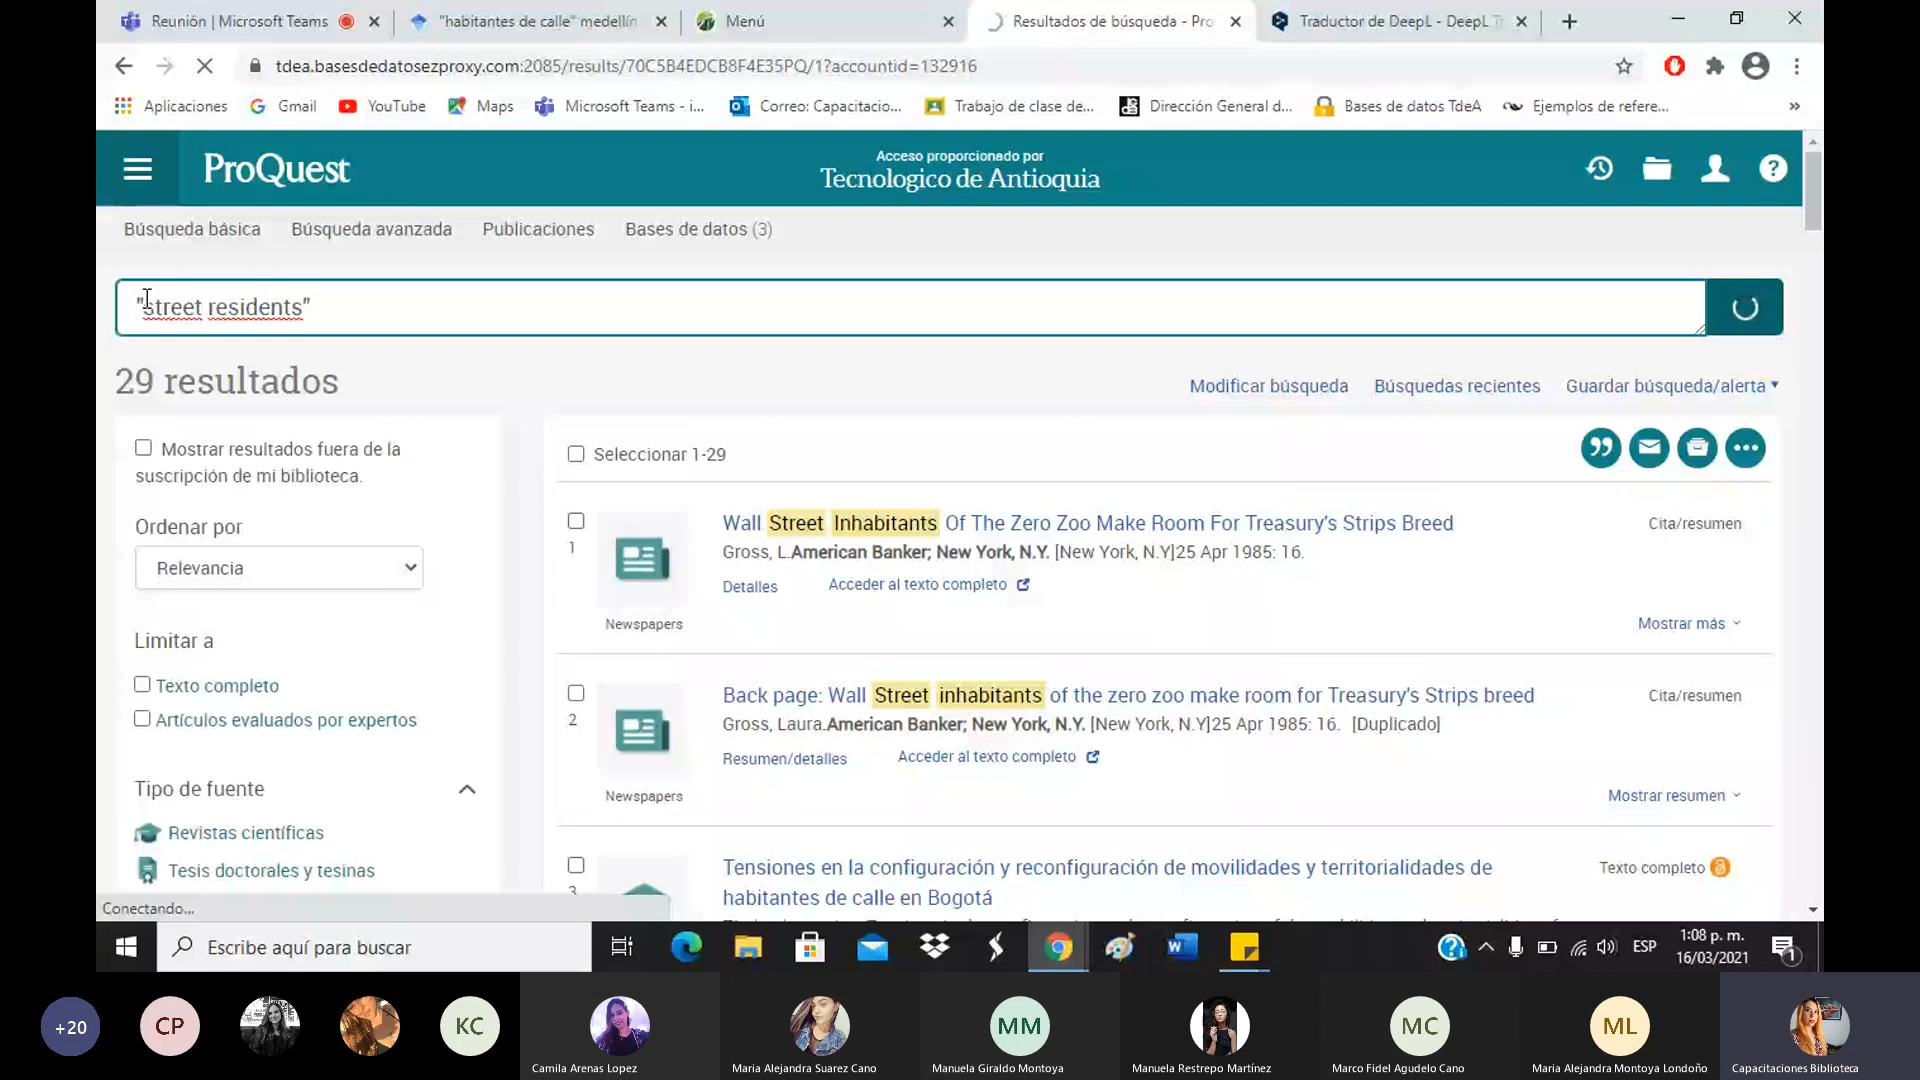 Reunión | Microsoft Teams
"habitantes de calle" medellín
Menú
Resultados de búsqueda - Pro
Traductor de DeepL - DeepL T
tdea.basesdedatosezproxy.com:2085/results/70C5B4EDCB8F4E35PQ/1?accountid=132916
Aplicaciones
Gmail
YouTube
Maps
Microsoft Teams - i...
Correo: Capacitacio...
Trabajo de clase de...
Dirección General d...
Bases de datos TdeA
Ejemplos de refere...
»
ProQuest
Acceso proporcionado por
Tecnologico de Antioquia
Búsqueda básica
Búsqueda avanzada
Publicaciones
Bases de datos (3)
"street residents"
29 resultados
Modificar búsqueda
Búsquedas recientes
Guardar búsqueda/alerta
Mostrar resultados fuera de la
suscripción de mi biblioteca.
Ordenar por
Relevancia
Limitar a
Texto completo
Artículos evaluados por expertos
Tipo de fuente
Revistas científicas
Tesis doctorales y tesinas
Seleccionar 1-29
1
Newspapers
Wall Street Inhabitants Of The Zero Zoo Make Room For Treasury's Strips Breed
Cita/resumen
Gross, L.American Banker; New York, N.Y. [New York, N.Y]25 Apr 1985: 16.
Detalles
Acceder al texto completo
Mostrar más
2
Newspapers
Back page: Wall Street inhabitants of the zero zoo make room for Treasury's Strips breed
Cita/resumen
Gross, Laura.American Banker; New York, N.Y. [New York, N.Y]25 Apr 1985: 16. [Duplicado]
Resumen/detalles
Acceder al texto completo
Mostrar resumen
3
Tensiones en la configuración y reconfiguración de movilidades y territorialidades de
habitantes de calle en Bogotá
Texto completo
Conectando...
Escribe aquí para buscar
ESP
1:08 p. m.
16/03/2021
1
+20
CP
KC
MM
MC
ML
Camila Arenas Lopez
Maria Alejandra Suarez Cano
Manuela Giraldo Montoya
Manuela Restrepo Martínez
Marco Fidel Agudelo Cano
Maria Alejandra Montoya Londoño
Capacitaciones Biblioteca